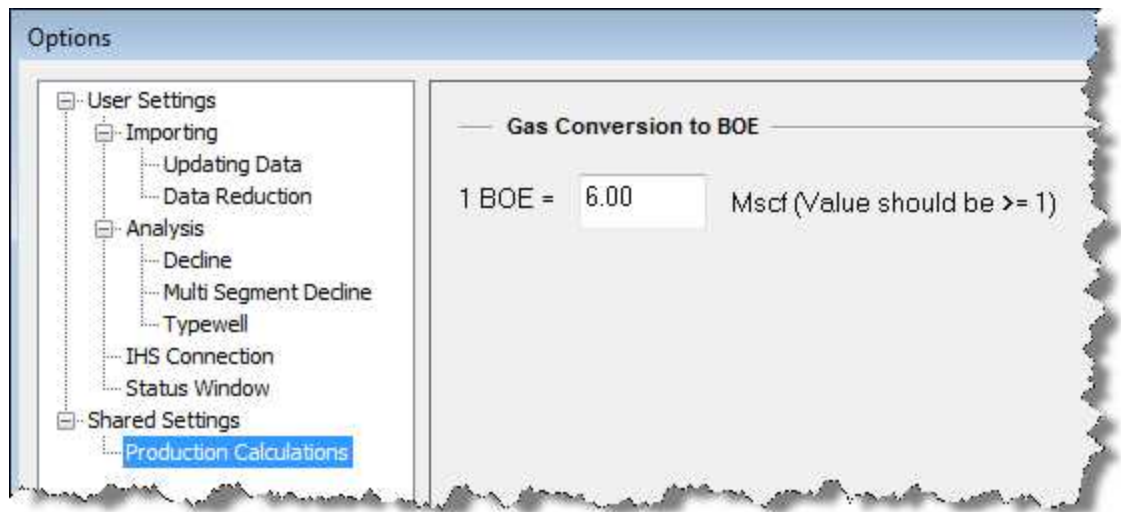 Options
User Settings
Importing
Updating Data
Data Reduction
Analysis
Decline
Multi Segment Decline
Typewell
IHS Connection
Status Window
Shared Settings
Production Calculations
Gas Conversion to BOE
1 BOE = 6.00 Mscf (Value should be >= 1)